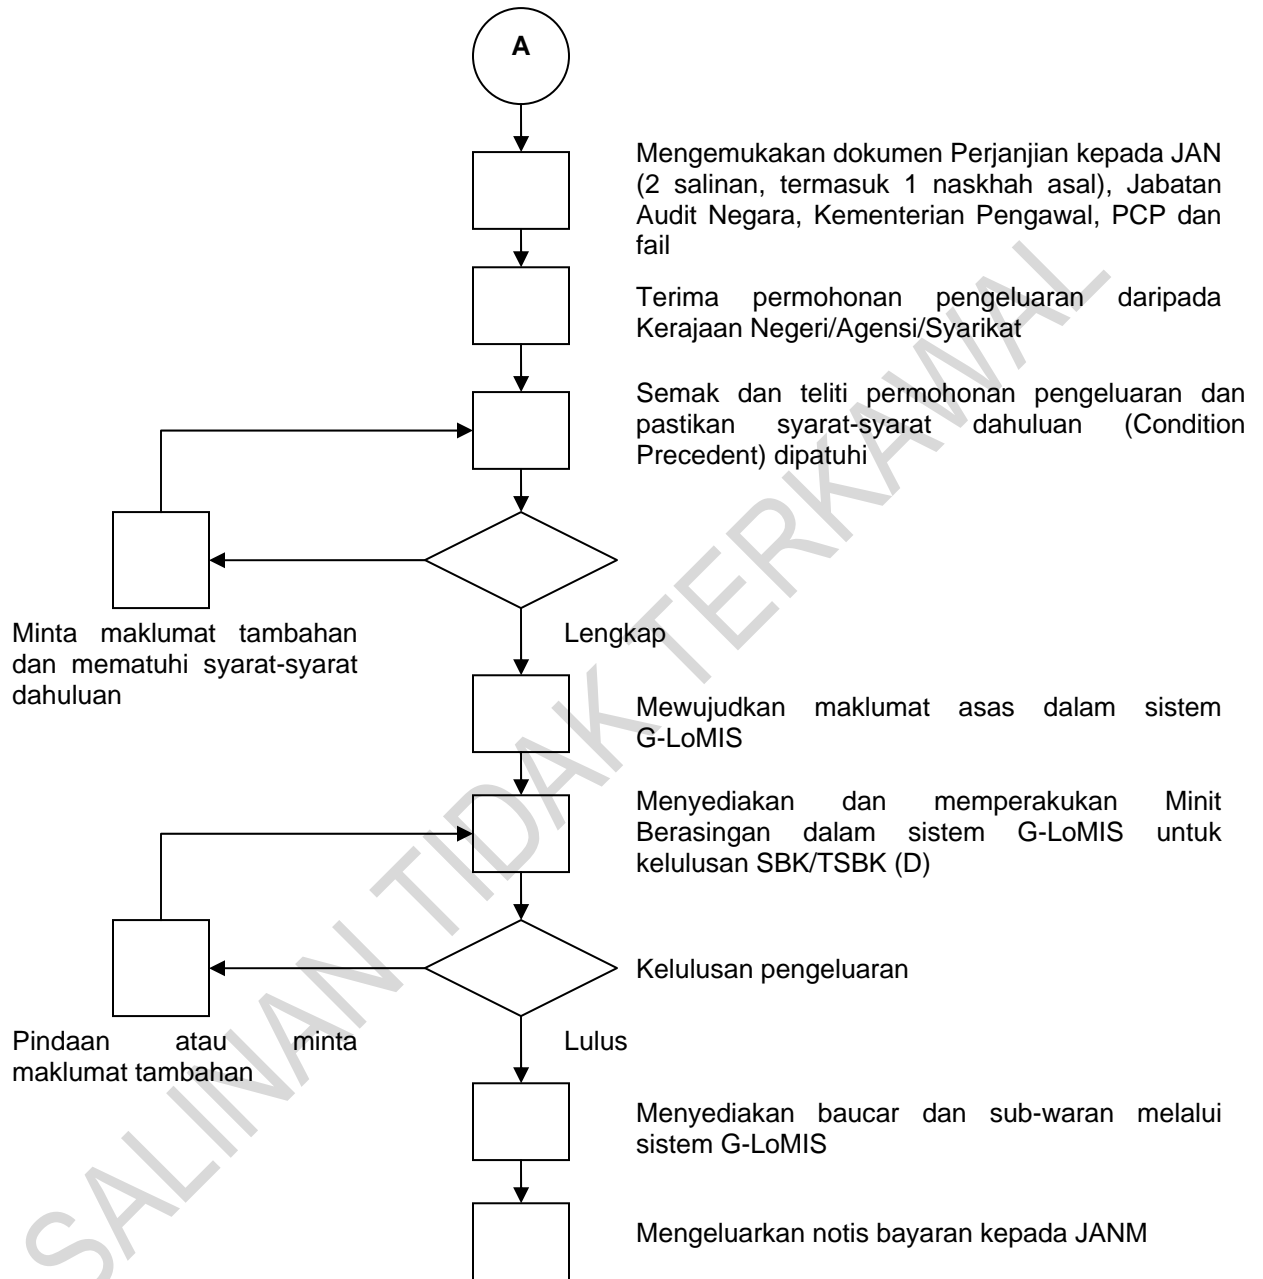 A
Mengemukakan dokumen Perjanjian kepada JAN
(2 salinan, termasuk 1 naskhah asal), Jabatan
Audit Negara, Kementerian Pengawal, PCP dan
fail
Terima permohonan pengeluaran daripada
Kerajaan Negeri/Agensi/Syarikat
Semak dan teliti permohonan pengeluaran dan
pastikan syarat-syarat dahuluan (Condition
Precedent) dipatuhi
Minta maklumat tambahan
dan mematuhi syarat-syarat
dahuluan
Lengkap
Mewujudkan maklumat asas dalam sistem
G-LoMIS
Menyediakan dan memperakukan Minit
Berasingan dalam sistem G-LoMIS untuk
kelulusan SBK/TSBK (D)
Kelulusan pengeluaran
Pindaan atau minta
maklumat tambahan
Lulus
Menyediakan baucar dan sub-waran melalui
sistem G-LoMIS
Mengeluarkan notis bayaran kepada JANM
SALINAN TIDAK TERKAWAL